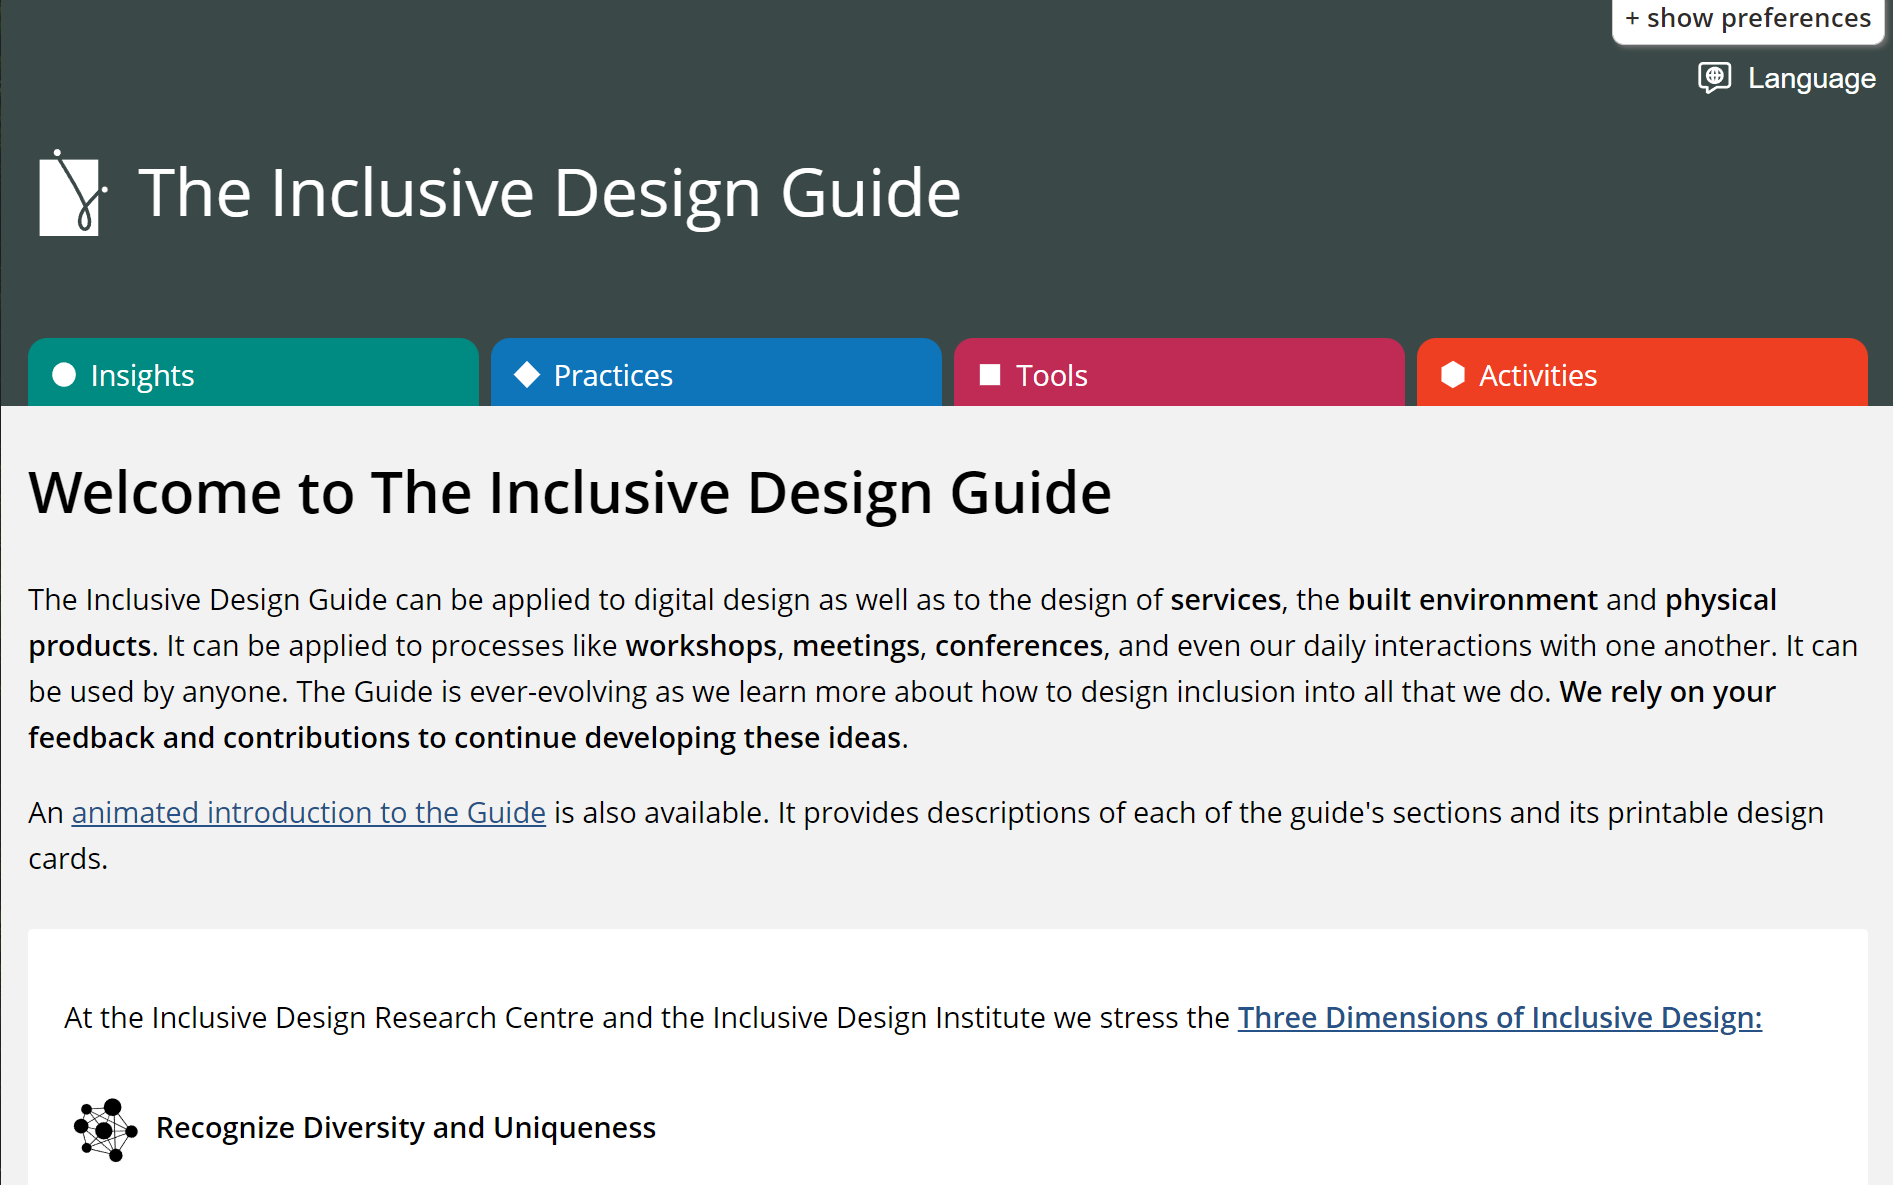 + show preferences
Language
The Inclusive Design Guide
Insights
Practices
Tools
Activities
Welcome to The Inclusive Design Guide
The Inclusive Design Guide can be applied to digital design as well as to the design of services, the built environment and physical
products. It can be applied to processes like workshops, meetings, conferences, and even our daily interactions with one another. It can
be used by anyone. The Guide is ever-evolving as we learn more about how to design inclusion into all that we do. We rely on your
feedback and contributions to continue developing these ideas.
An animated introduction to the Guide is also available. It provides descriptions of each of the guide's sections and its printable design
cards.
At the Inclusive Design Research Centre and the Inclusive Design Institute we stress the Three Dimensions of Inclusive Design:
Recognize Diversity and Uniqueness